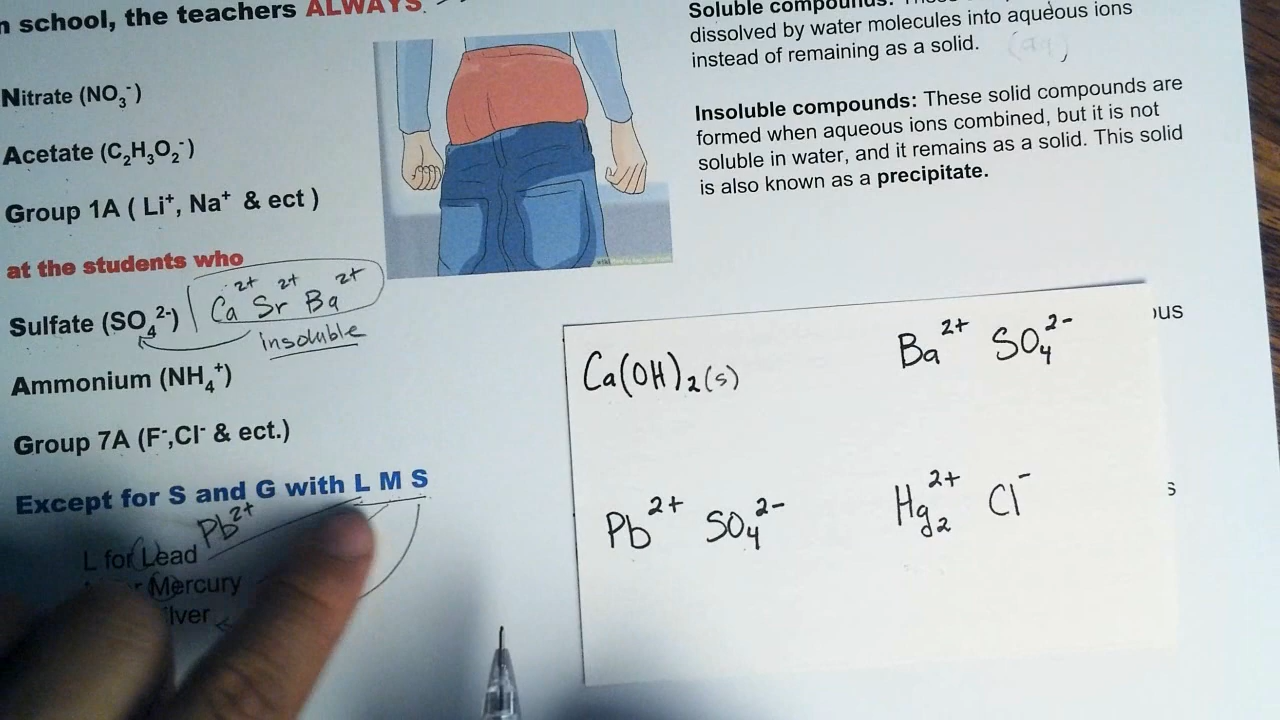 n school, the teachers ALWAYS
Nitrate (NO₃⁻)
Acetate (C₂H₃O₂⁻)
Group 1A ( Li⁺, Na⁺ & ect )
at the students who
Sulfate (SO₄²⁻) Ca²⁺ Sr²⁺ Ba²⁺
insoluble
Ammonium (NH₄⁺)
Group 7A (F⁻,Cl⁻ & ect.)
Except for S and G with L M S
Pb²⁺
L for Lead
Mercury
lver
Soluble compounds:
dissolved by water molecules into aqueous ions
instead of remaining as a solid. (aq)
Insoluble compounds: These solid compounds are
formed when aqueous ions combined, but it is not
soluble in water, and it remains as a solid. This solid
is also known as a precipitate.
ous
s
Ca(OH)₂(s) Ba²⁺ SO₄²⁻
Pb²⁺ SO₄²⁻ Hg₂²⁺ Cl⁻